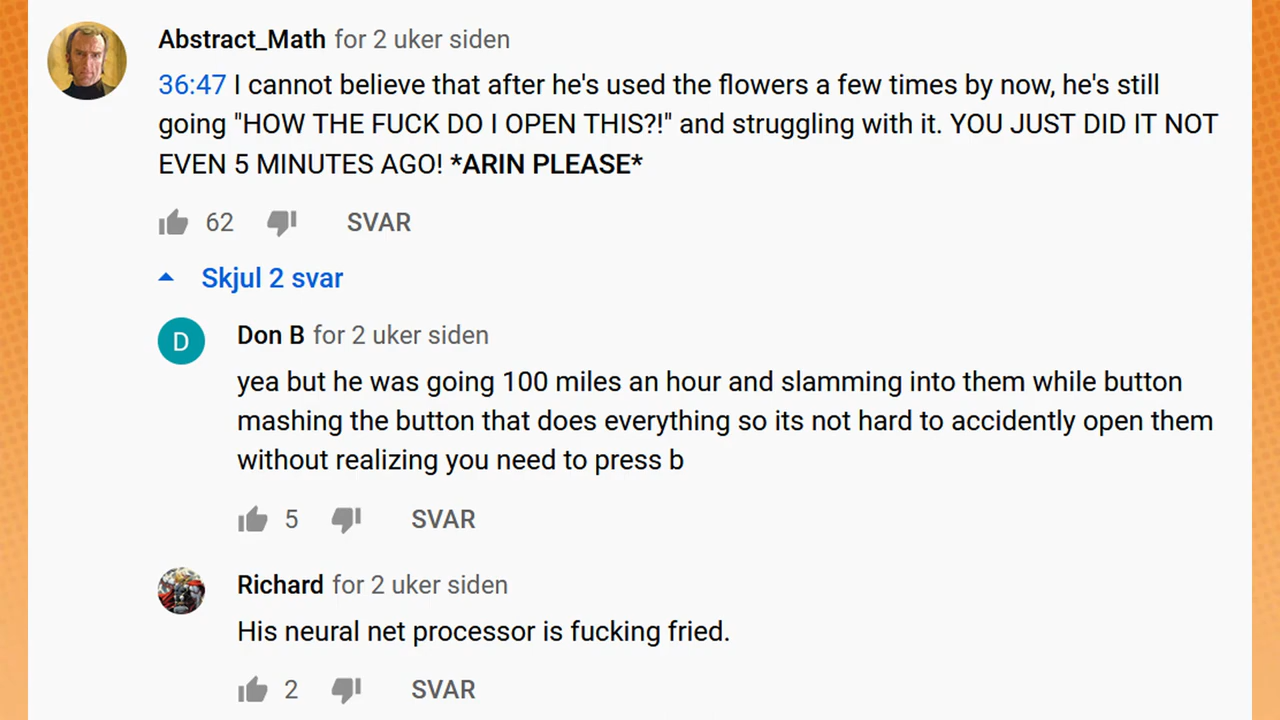 Abstract_Math for 2 uker siden
36:47 I cannot believe that after he's used the flowers a few times by now, he's still
going "HOW THE FUCK DO I OPEN THIS?!" and struggling with it. YOU JUST DID IT NOT
EVEN 5 MINUTES AGO! *ARIN PLEASE*
62 SVAR
Skjul 2 svar
D
Don B for 2 uker siden
yea but he was going 100 miles an hour and slamming into them while button
mashing the button that does everything so its not hard to accidently open them
without realizing you need to press b
5 SVAR
Richard for 2 uker siden
His neural net processor is fucking fried.
2 SVAR